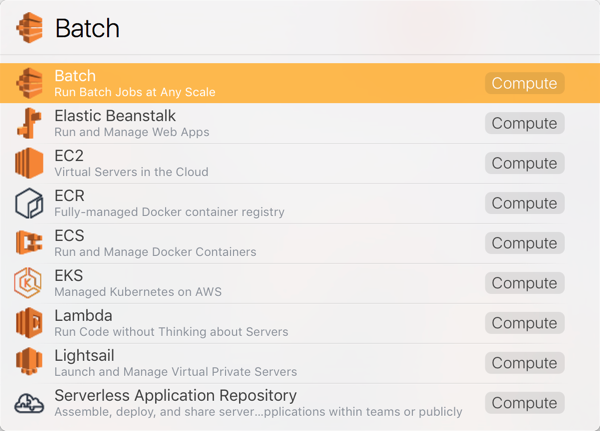 Batch
Batch
Compute
Run Batch Jobs at Any Scale
Elastic Beanstalk
Compute
Run and Manage Web Apps
EC2
Compute
Virtual Servers in the Cloud
ECR
Compute
Fully-managed Docker container registry
ECS
Compute
Run and Manage Docker Containers
EKS
Compute
Managed Kubernetes on AWS
Lambda
Compute
Run Code without Thinking about Servers
Lightsail
Compute
Launch and Manage Virtual Private Servers
Serverless Application Repository
Compute
Assemble, deploy, and share server...pplications within teams or publicly